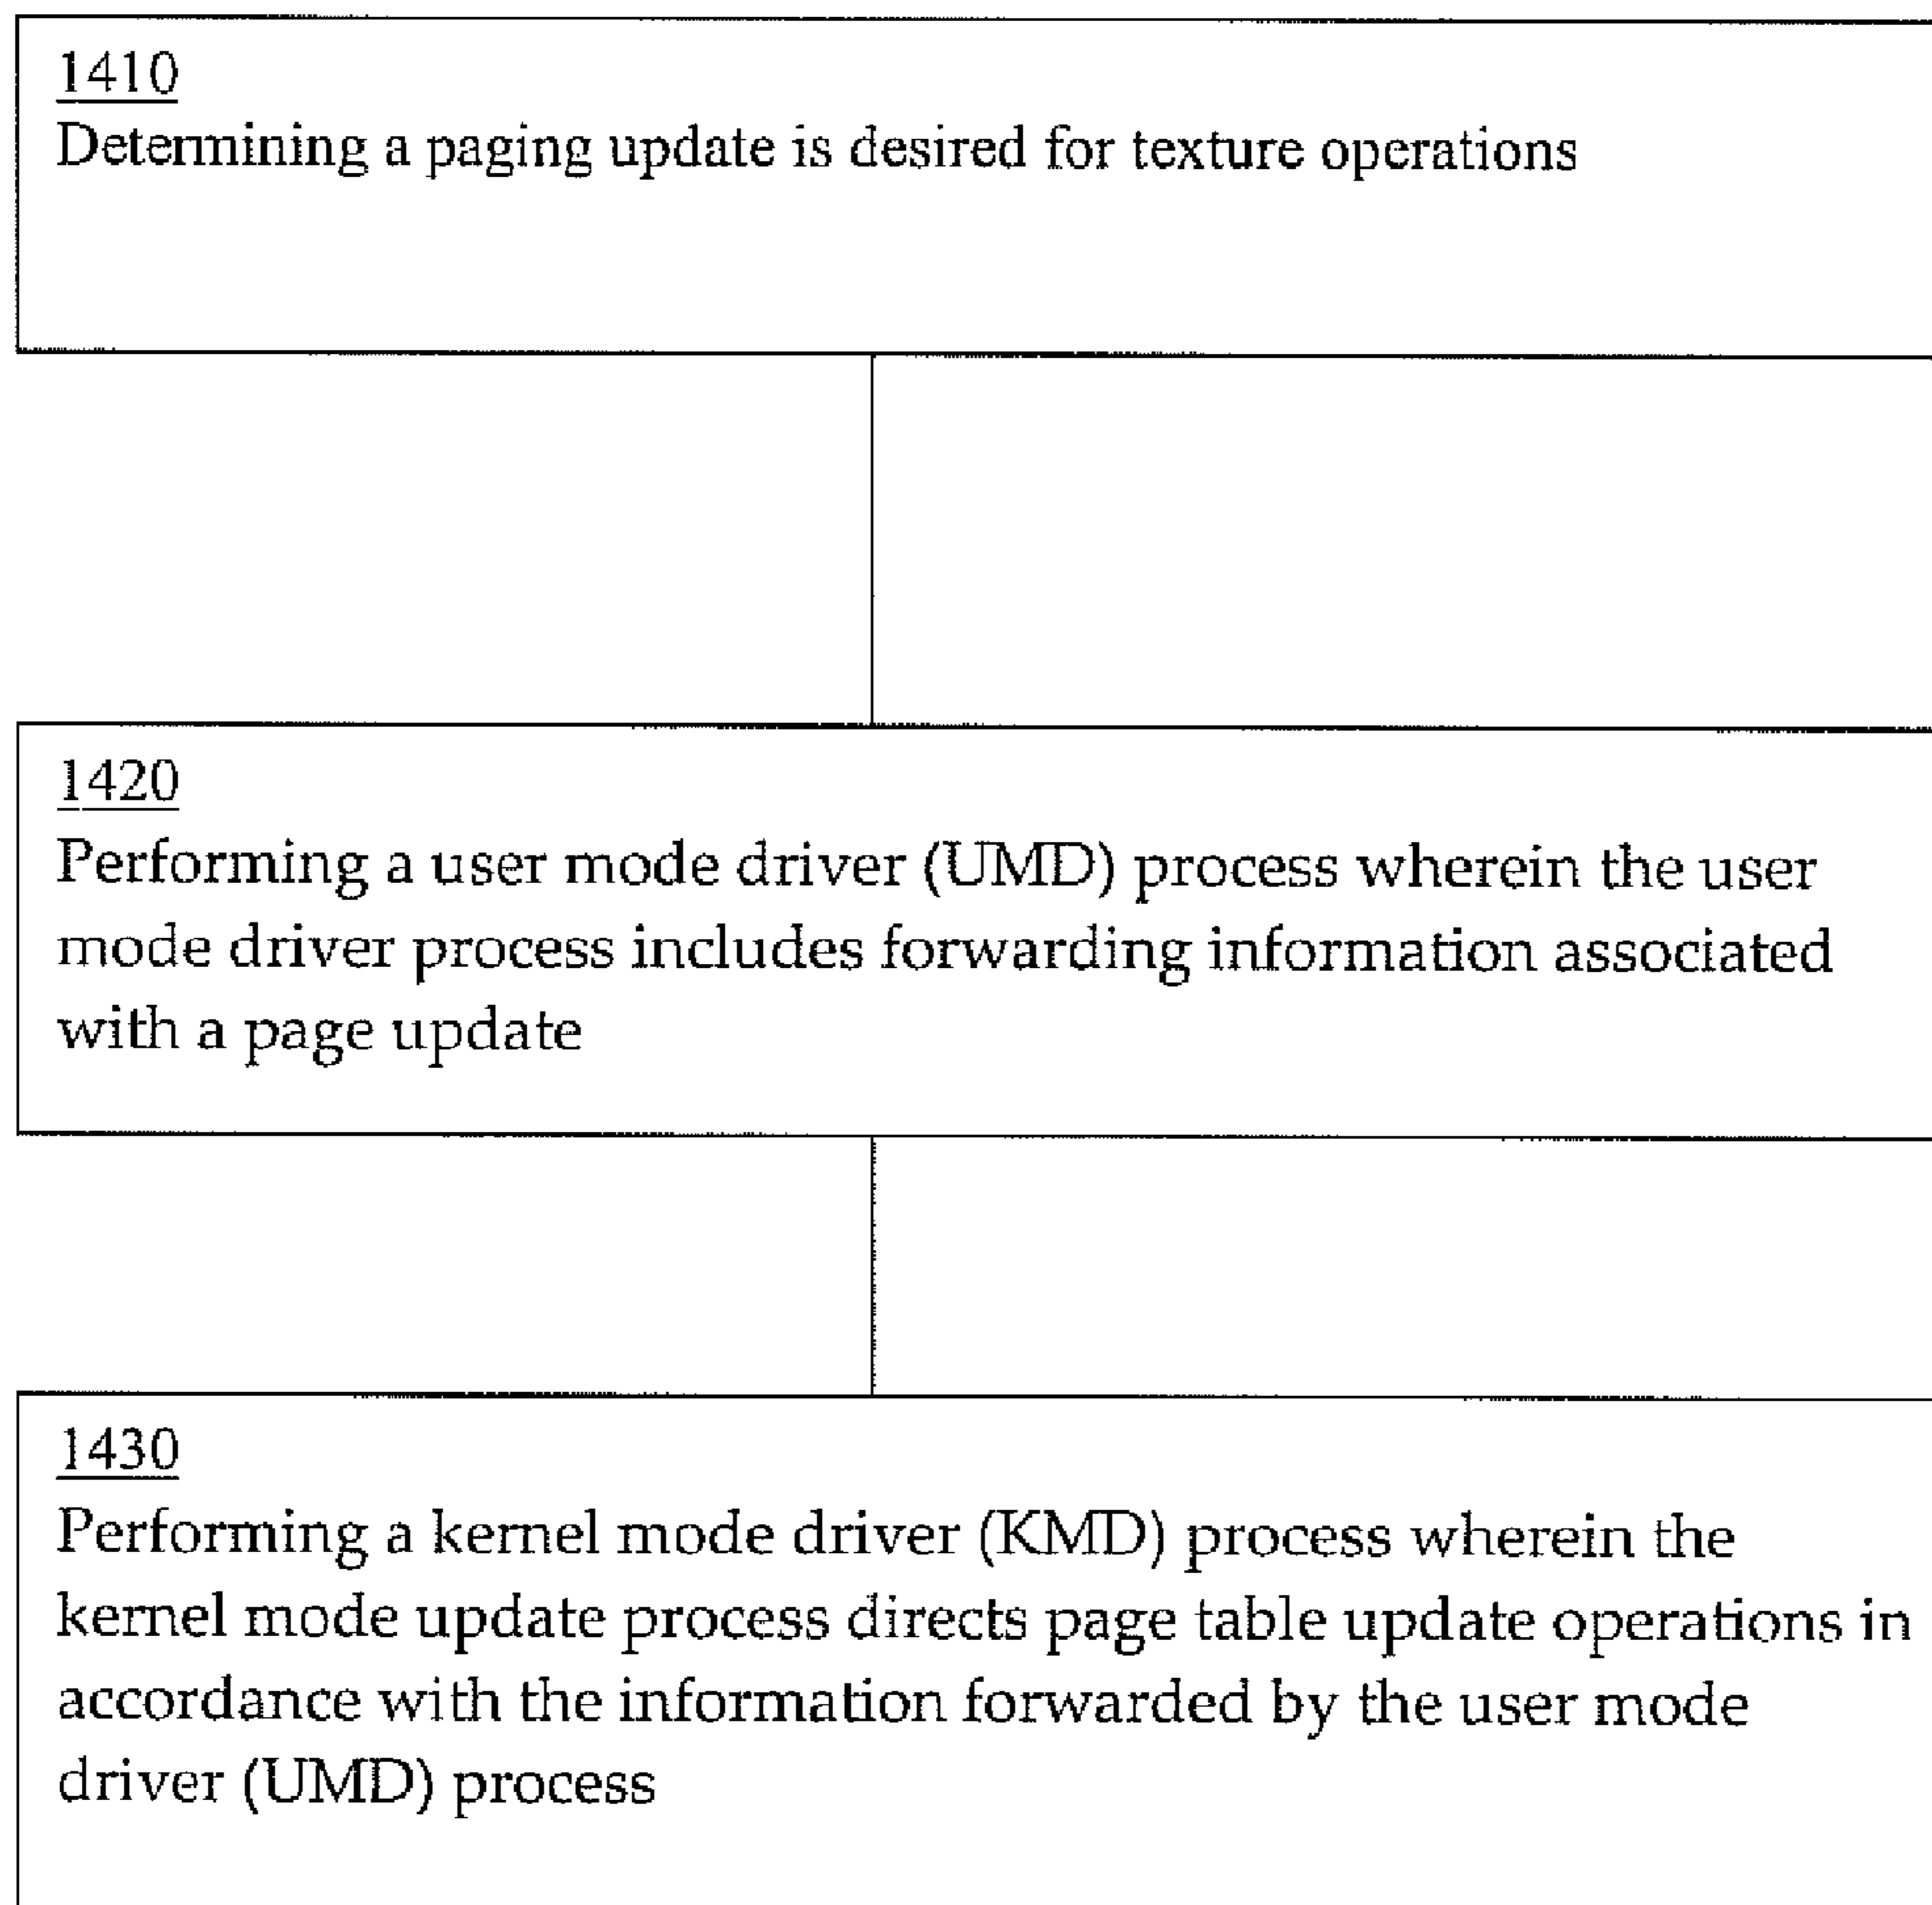 1410
Determining a paging update is desired for texture operations
1420
Performing a user mode driver (UMD) process wherein the user
mode driver process includes forwarding information associated
with a page update
1430
Performing a kernel mode driver (KMD) process wherein the
kernel mode update process directs page table update operations in
accordance with the information forwarded by the user mode
driver (UMD) process